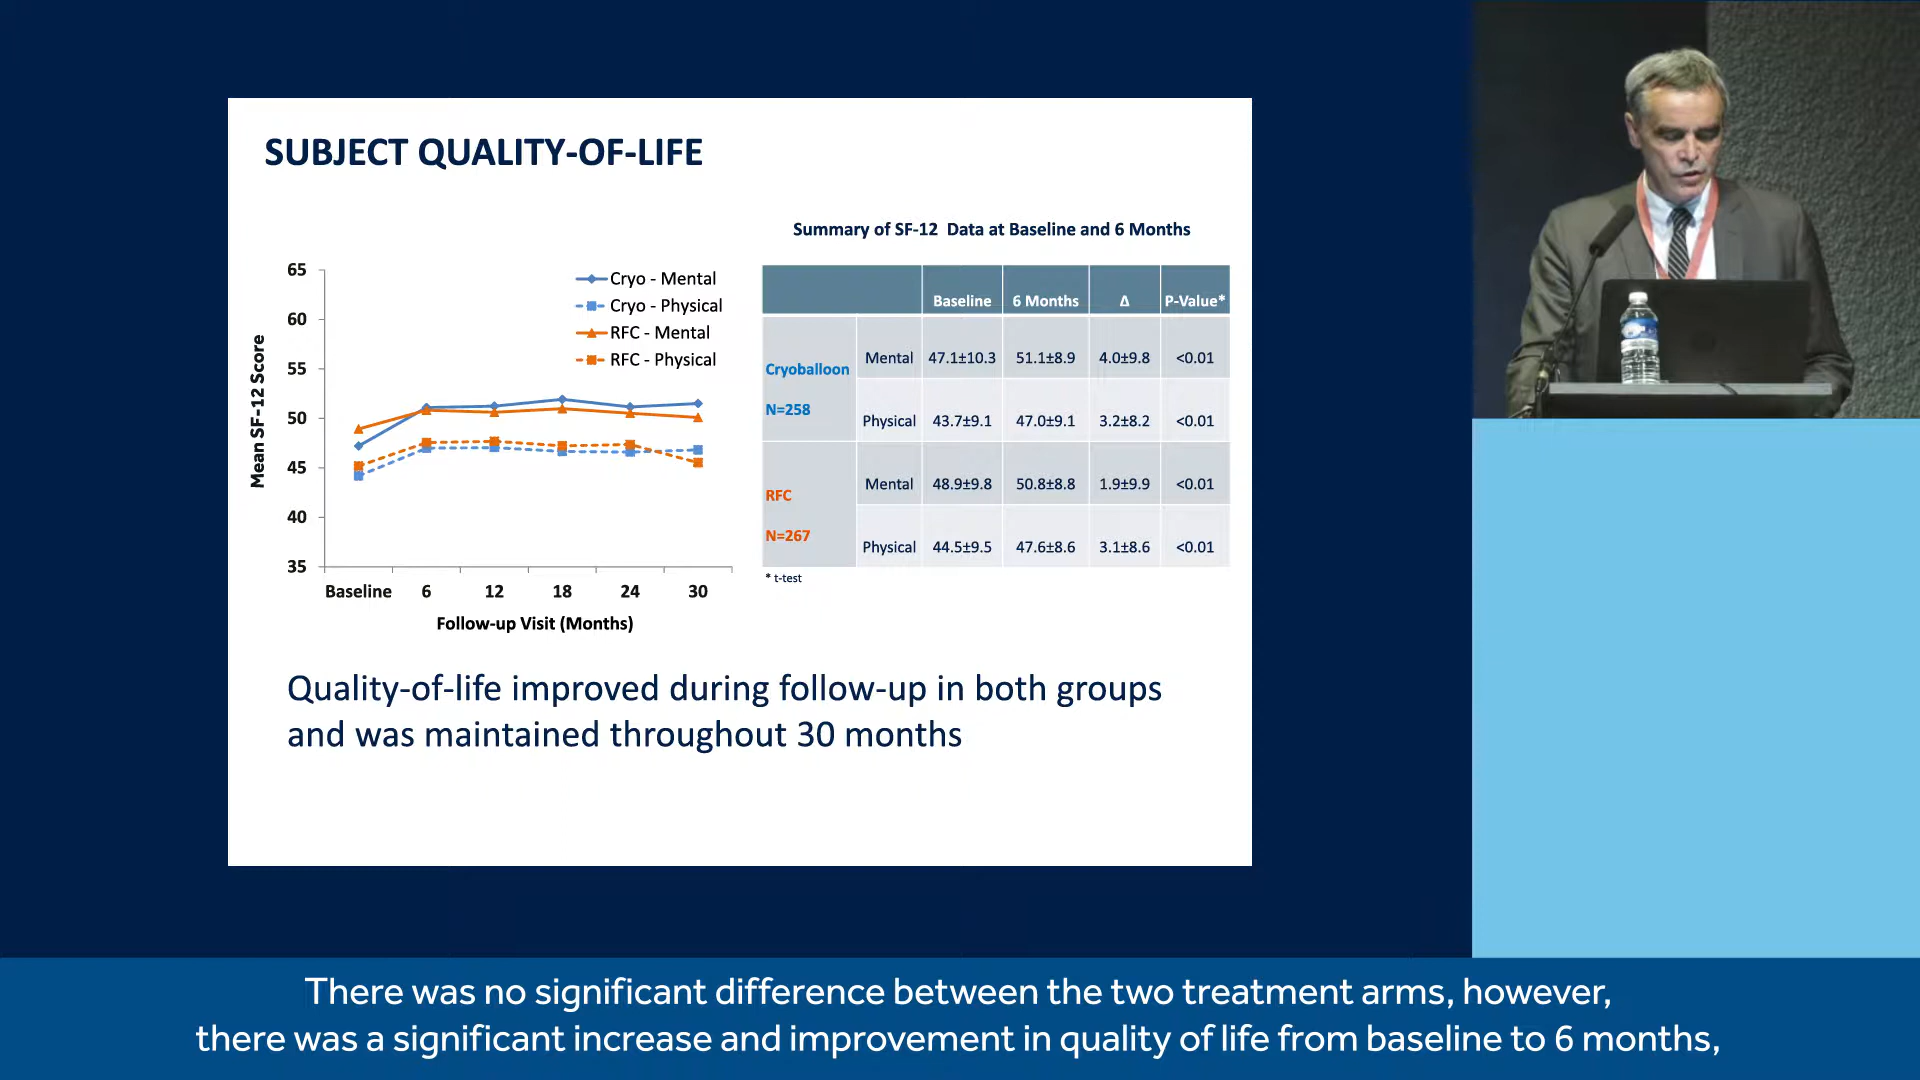 SUBJECT QUALITY-OF-LIFE
Summary of SF-12 Data at Baseline and 6 Months
65
60
55
50
45
40
35
Mean SF-12 Score
Cryo - Mental
Cryo - Physical
RFC - Mental
RFC - Physical
Baseline 6 12 18 24 30
Follow-up Visit (Months)
Baseline 6 Months Δ P-Value*
Cryoballoon
N=258
Mental 47.1±10.3 51.1±8.9 4.0±9.8 <0.01
Physical 43.7±9.1 47.0±9.1 3.2±8.2 <0.01
RFC
N=267
Mental 48.9±9.8 50.8±8.8 1.9±9.9 <0.01
Physical 44.5±9.5 47.6±8.6 3.1±8.6 <0.01
* t-test
Quality-of-life improved during follow-up in both groups
and was maintained throughout 30 months
There was no significant difference between the two treatment arms, however,
there was a significant increase and improvement in quality of life from baseline to 6 months,